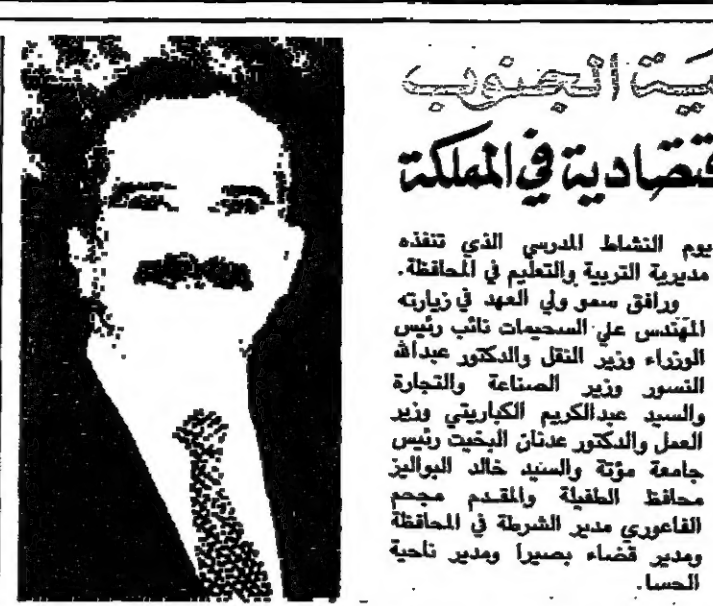 الجنوب
في المملكة
يوم النشاط المدرسي الذي تنفذه
مديرية التربية والتعليم في المحافظة.
ورافق سمو ولي العهد في زيارته
المهندس علي السحيمات نائب رئيس
الوزراء وزير النقل والدكتور عبدالله
النسور وزير الصناعة والتجارة
والسيد عبدالكريم الكباريتي وزير
العمل والدكتور عدنان البخيت رئيس
جامعة مؤتة والسيد خالد البواليز
محافظ الطفيلة والمقدم مجحم
الفاعوري مدير الشرطة في المحافظة
ومدير قضاء بصيرا ومدير ناحية
الحسا.